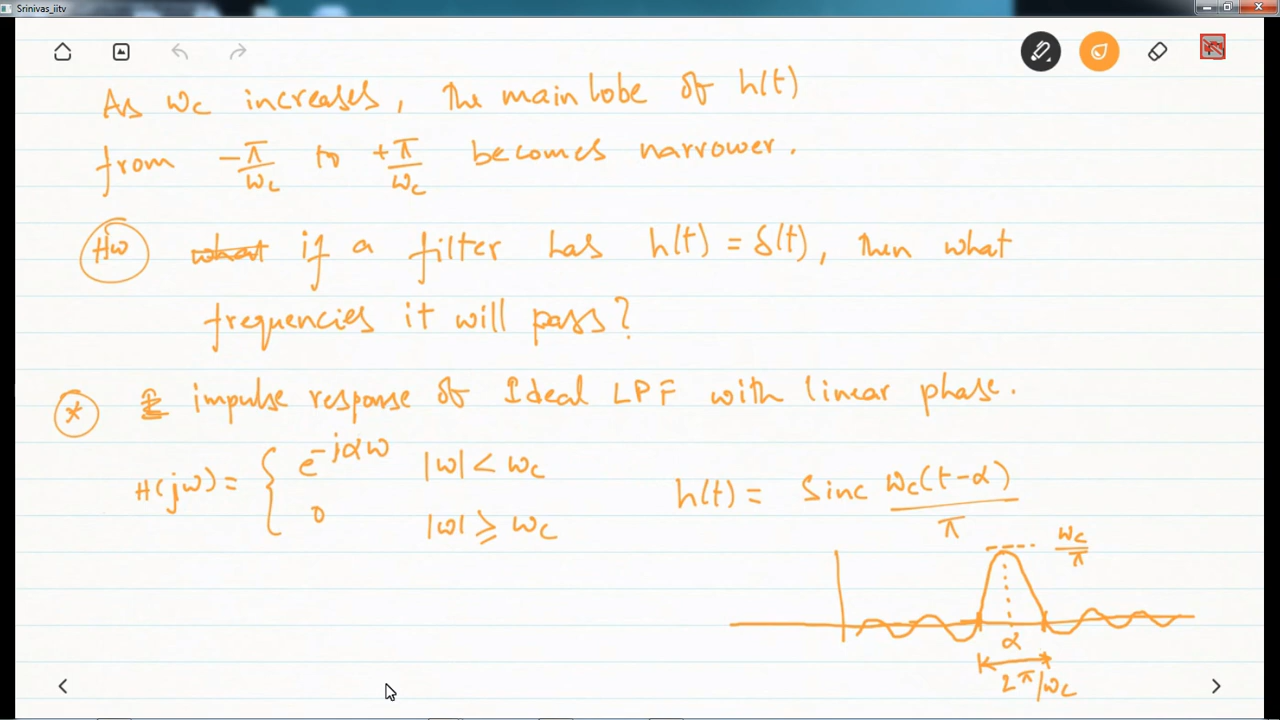 Srinivas_iitv
As ωc increases, the main lobe of h(t)
from -π/ωc to +π/ωc becomes narrower.
HW what if a filter has h(t) = δ(t), then what
frequencies it will pass?
* impulse response of Ideal LPF with linear phase.
H(jω) = { e^-jαω |ω| < ωc
0 |ω| ≥ ωc
h(t) = Sinc ωc(t-α)/π
ωc/π
α
2π/ωc